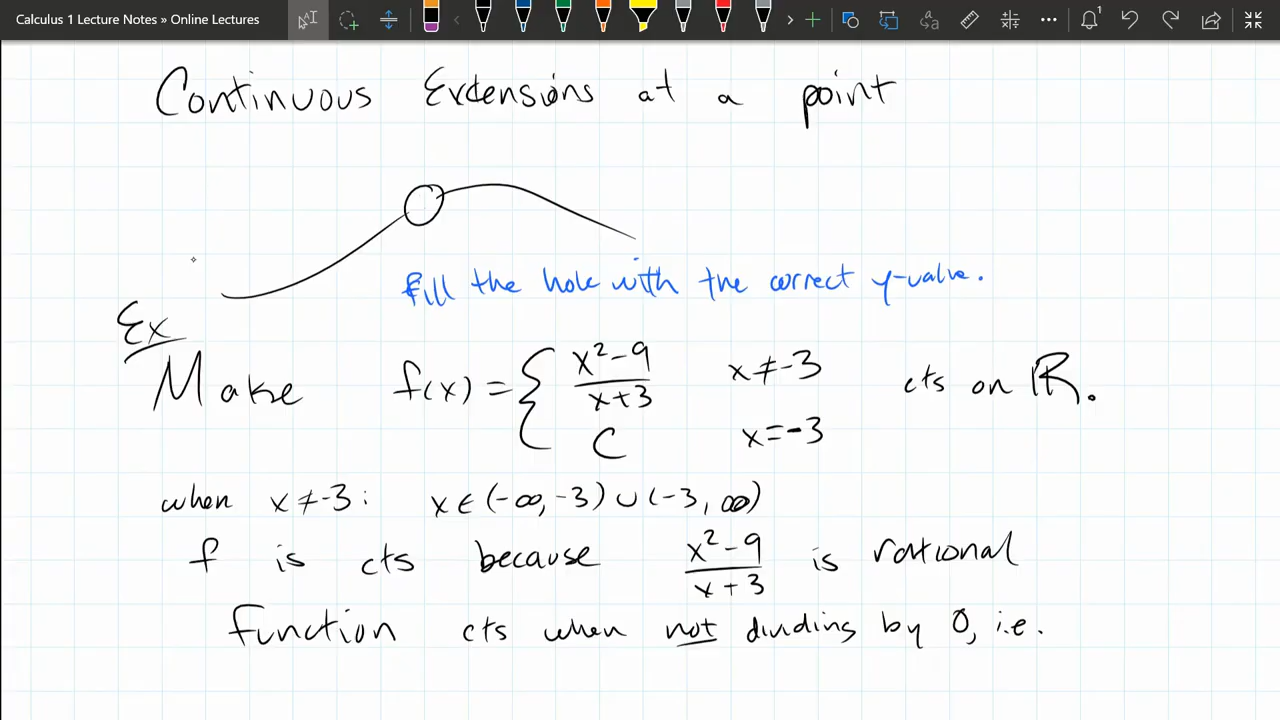 Calculus 1 Lecture Notes » Online Lectures
1
Continuous Extensions at a point
Fill the hole with the correct y-value.
Ex
Make f(x) = { x²-9 / x+3 x ≠ -3 cts on ℝ.
C x = -3
when x ≠ -3: x ∈ (-∞, -3) ∪ (-3, ∞)
f is cts because x²-9 / x+3 is rational
function cts when not dividing by 0, i.e.